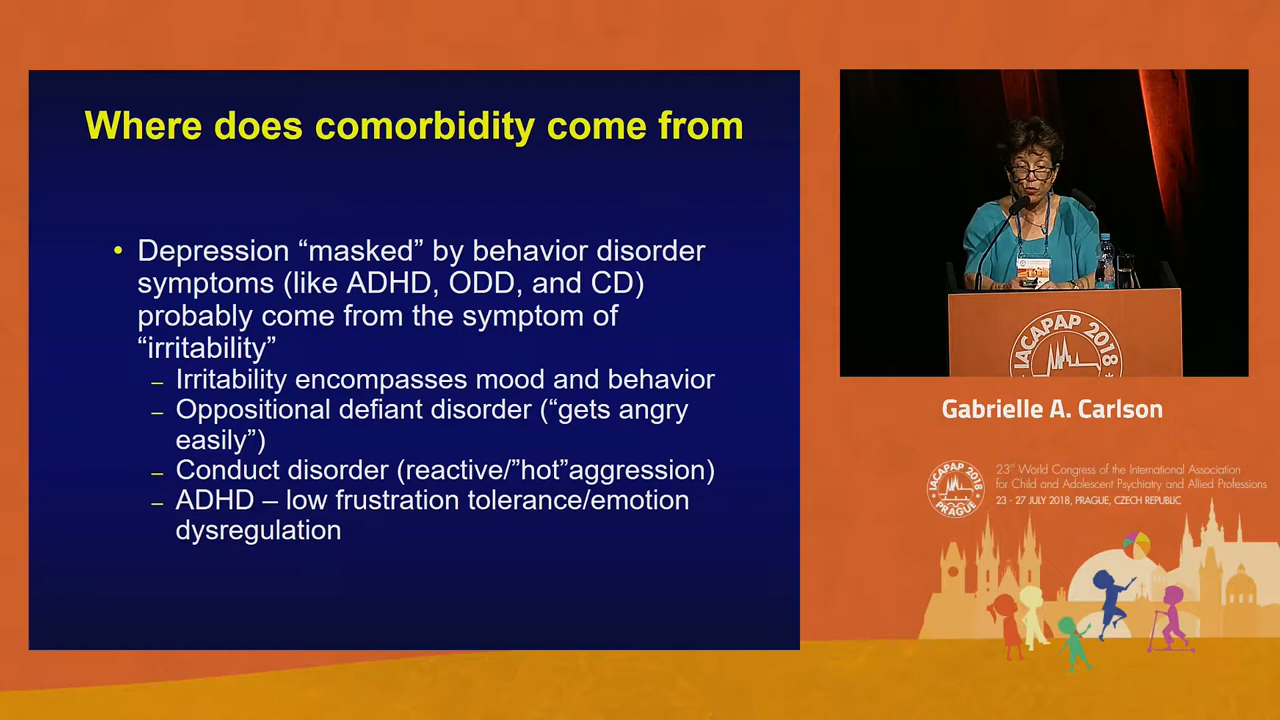 Where does comorbidity come from
• Depression “masked” by behavior disorder
symptoms (like ADHD, ODD, and CD)
probably come from the symptom of
“irritability”
– Irritability encompasses mood and behavior
– Oppositional defiant disorder (“gets angry
easily”)
– Conduct disorder (reactive/”hot”aggression)
– ADHD – low frustration tolerance/emotion
dysregulation
IACAPAP 2018
Gabrielle A. Carlson
IACAPAP 2018
PRAGUE
23rd World Congress of the International Association
for Child and Adolescent Psychiatry and Allied Professions
23 - 27 JULY 2018, PRAGUE, CZECH REPUBLIC